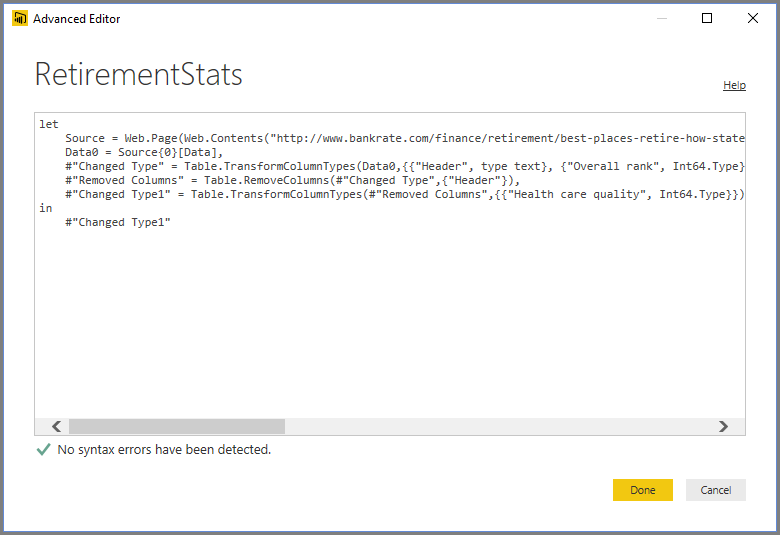 Advanced Editor
RetirementStats
Help
let
    Source = Web.Page(Web.Contents("http://www.bankrate.com/finance/retirement/best-places-retire-how-state
    Data0 = Source{0}[Data],
    #"Changed Type" = Table.TransformColumnTypes(Data0,{{"Header", type text}, {"Overall rank", Int64.Type}
    #"Removed Columns" = Table.RemoveColumns(#"Changed Type",{"Header"}),
    #"Changed Type1" = Table.TransformColumnTypes(#"Removed Columns",{{"Health care quality", Int64.Type}})
in
    #"Changed Type1"
No syntax errors have been detected.
Done
Cancel